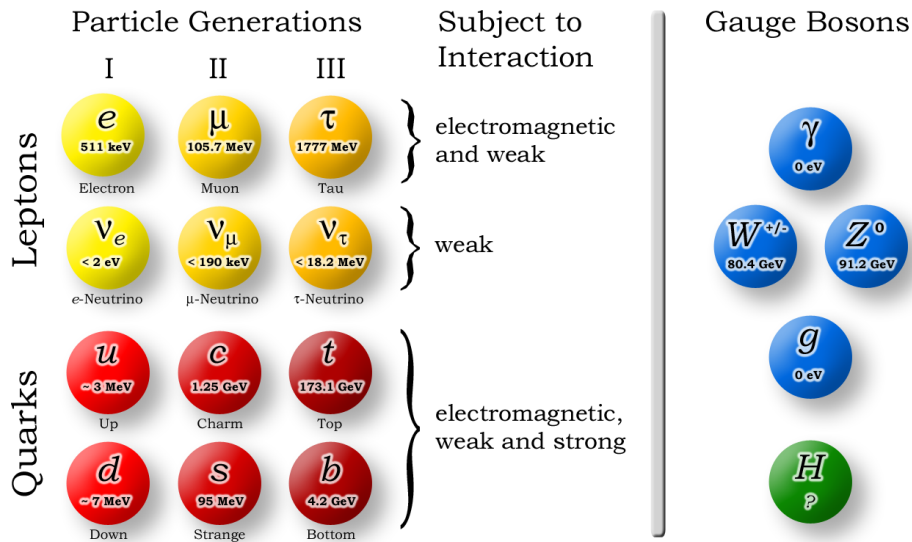 Particle Generations
Subject to
Interaction
Gauge Bosons
I II III
Leptons
e μ τ
511 keV 105.7 MeV 1777 MeV
Electron Muon Tau
electromagnetic
and weak
νe νμ ντ
< 2 eV < 190 keV < 18.2 MeV
e-Neutrino μ-Neutrino τ-Neutrino
weak
Quarks
u c t
~ 3 MeV 1.25 GeV 173.1 GeV
Up Charm Top
d s b
~ 7 MeV 95 MeV 4.2 GeV
Down Strange Bottom
electromagnetic,
weak and strong
γ
0 eV
W+/- Z0
80.4 GeV 91.2 GeV
g
0 eV
H
?